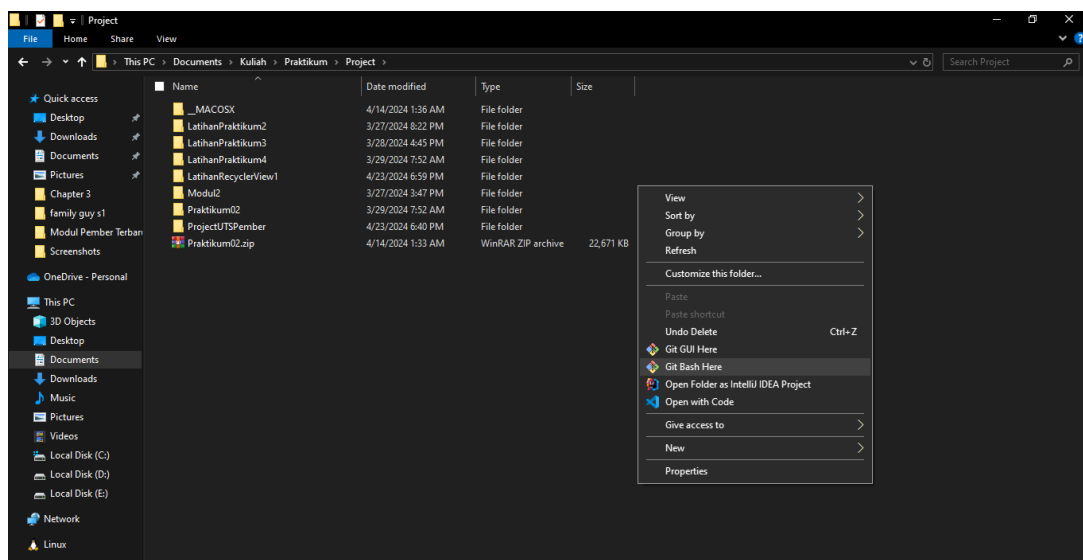 Project
File Home Share View
This PC > Documents > Kuliah > Praktikum > Project >
Search Project
Name Date modified Type Size
__MACOSX 4/14/2024 1:36 AM File folder
LatihanPraktikum2 3/27/2024 8:22 PM File folder
LatihanPraktikum3 3/28/2024 4:45 PM File folder
LatihanPraktikum4 3/29/2024 7:52 AM File folder
LatihanRecyclerView1 4/23/2024 6:59 PM File folder
Modul2 3/27/2024 3:47 PM File folder
Praktikum02 3/29/2024 7:52 AM File folder
ProjectUTSPember 4/23/2024 6:40 PM File folder
Praktikum02.zip 4/14/2024 1:33 AM WinRAR ZIP archive 22,671 KB
Quick access
Desktop
Downloads
Documents
Pictures
Chapter 3
family guy s1
Modul Pember Terban
Screenshots
OneDrive - Personal
This PC
3D Objects
Desktop
Documents
Downloads
Music
Pictures
Videos
Local Disk (C:)
Local Disk (D:)
Local Disk (E:)
Network
Linux
View
Sort by
Group by
Refresh
Customize this folder...
Paste
Paste shortcut
Undo Delete Ctrl+Z
Git GUI Here
Git Bash Here
Open Folder as IntelliJ IDEA Project
Open with Code
Give access to
New
Properties